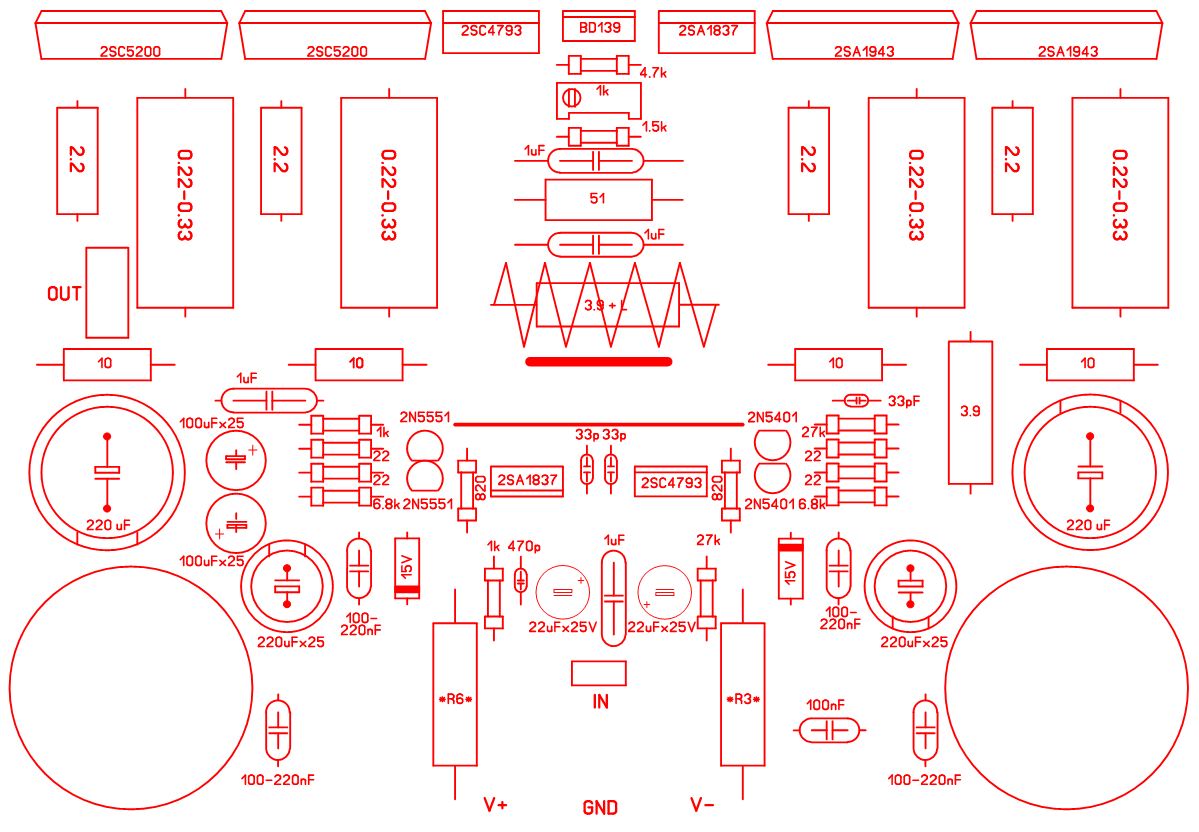 2SC5200
2SC5200
2SC4793
BD139
2SA1837
2SA1943
2SA1943
4.7k
1k
1.5k
1uF
2.2
0.22-0.33
2.2
0.22-0.33
51
2.2
0.22-0.33
2.2
0.22-0.33
1uF
OUT
3.9 + L
10
10
10
10
1uF
33pF
3.9
100uFx25
2N5551
2N5401
1k
33p 33p
27k
22
22
22
22
820
2SA1837
2SC4793
820
6.8k
2N5551
2N5401
6.8k
220 uF
220 uF
100uFx25
1k
470p
1uF
27k
15V
15V
100-
220nF
100-
220nF
22uFx25V
22uFx25V
220uFx25
220uFx25
*R6*
IN
*R3*
100nF
100-220nF
100-220nF
V+
GND
V-